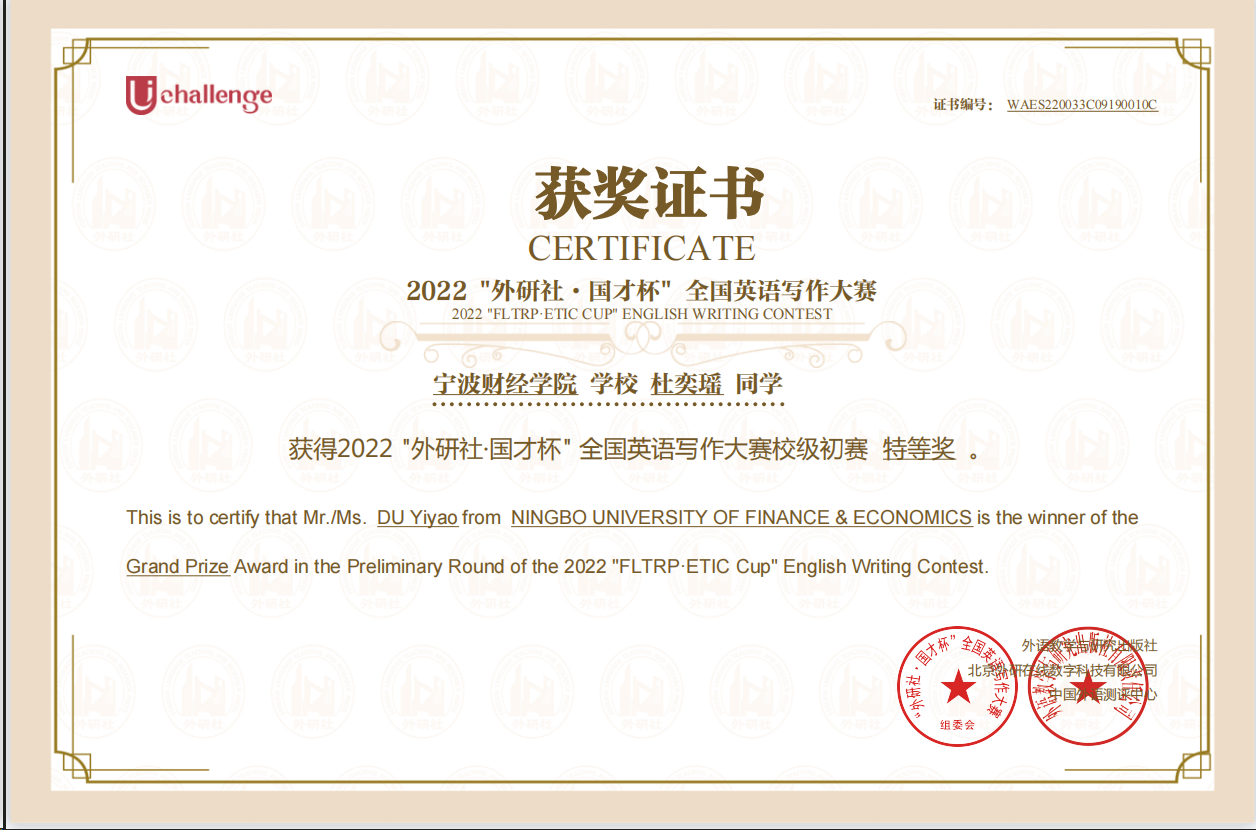 Uchallenge
证书编号： WAES220033C09190010C
获奖证书
CERTIFICATE
2022 "外研社·国才杯" 全国英语写作大赛
2022 "FLTRP·ETIC CUP" ENGLISH WRITING CONTEST
宁波财经学院 学校 杜奕瑶 同学
获得2022 "外研社·国才杯" 全国英语写作大赛校级初赛 特等奖 。
This is to certify that Mr./Ms. DU Yiyao from NINGBO UNIVERSITY OF FINANCE & ECONOMICS is the winner of the
Grand Prize Award in the Preliminary Round of the 2022 "FLTRP·ETIC Cup" English Writing Contest.
"外研社·国才杯" 全国英语写作大赛
组委会
外语教学与研究出版社
北京外研在线数字科技有限公司
中国外语测评中心